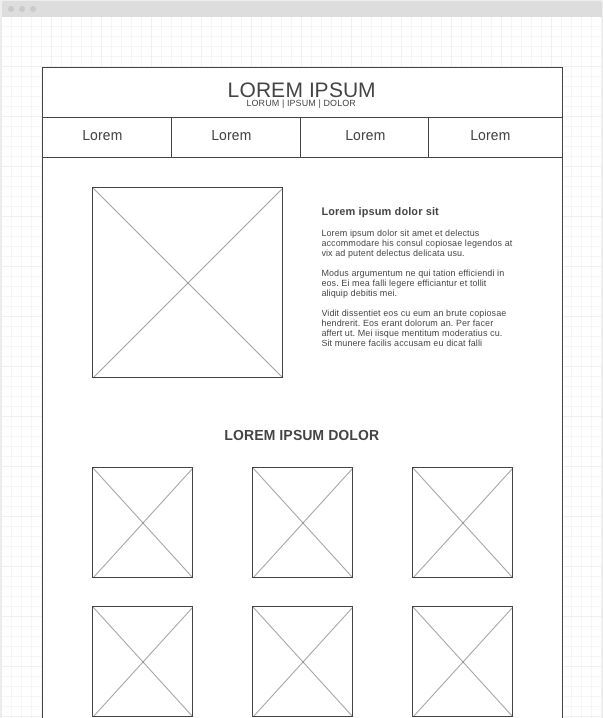 LOREM IPSUM
LORUM | IPSUM | DOLOR
Lorem Lorem Lorem Lorem
Lorem ipsum dolor sit
Lorem ipsum dolor sit amet et delectus
accommodare his consul copiosae legendos at
vix ad putent delectus delicata usu.
Modus argumentum ne qui tation efficiendi in
eos. Ei mea falli legere efficiantur et tollit
aliquip debitis mei.
Vidit dissentiet eos cu eum an brute copiosae
hendrerit. Eos erant dolorum an. Per facer
affert ut. Mei iisque mentitum moderatius cu.
Sit munere facilis accusam eu dicat falli
LOREM IPSUM DOLOR